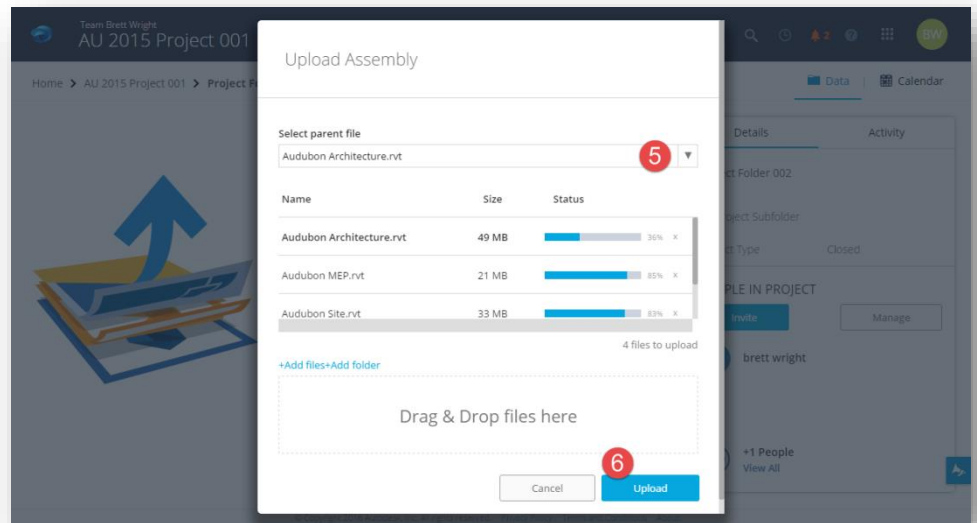 Team Brett Wright
AU 2015 Project 001
2
BW
Home > AU 2015 Project 001 > Project
Data | Calendar
Upload Assembly
Select parent file
Audubon Architecture.rvt
5
Name Size Status
Audubon Architecture.rvt 49 MB 36% ×
Audubon MEP.rvt 21 MB 85% ×
Audubon Site.rvt 33 MB 83% ×
4 files to upload
+Add files+Add folder
Drag & Drop files here
6
Cancel Upload
Details Activity
Folder 002
Subfolder
Type Closed
IN PROJECT
Invite Manage
brett wright
+1 People
View All